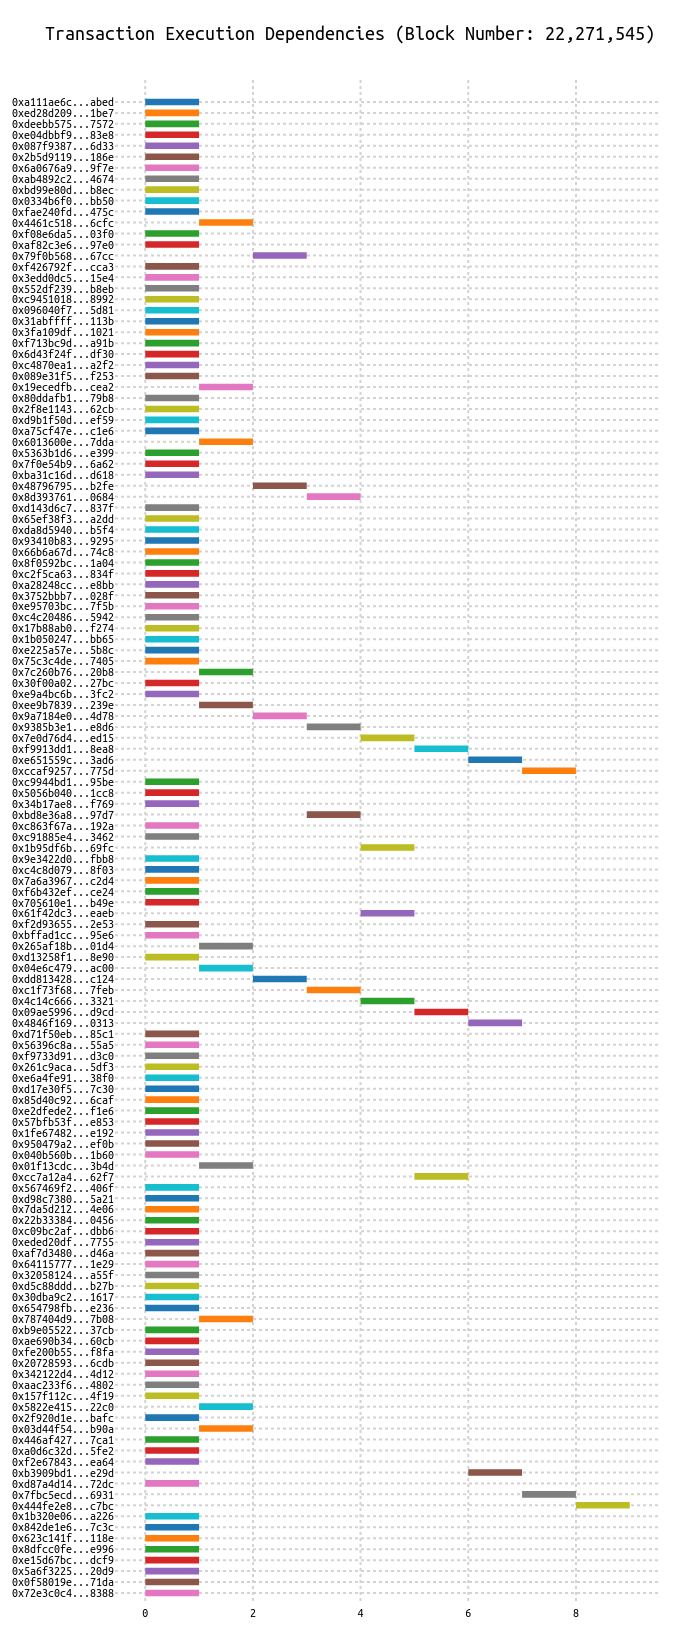 Transaction Execution Dependencies (Block Number: 22,271,545)
0xa111ae6c...abed
0xed28d209...1be7
0xdeebb575...7572
0xe04dbbf9...83e8
0x087f9387...6d33
0x2b5d9119...186e
0x6a0676a9...9f7e
0xab4892c2...4674
0xbd99e80d...b8ec
0x0334b6f0...bb50
0xfae240fd...475c
0x4461c518...6cfc
0xf08e6da5...03f0
0xaf82c3e6...97e0
0x79f0b568...67cc
0xf426792f...cca3
0x3edd0dc5...15e4
0x552df239...b8eb
0xc9451018...8992
0x096040f7...5d81
0x31abffff...113b
0x3fa109df...1021
0xf713bc9d...a91b
0x6d43f24f...df30
0xc4870ea1...a2f2
0x089e31f5...f253
0x19ecedfb...cea2
0x80ddafb1...79b8
0x2f8e1143...62cb
0xd9b1f50d...ef59
0xa75cf47e...c1e6
0x6013600e...7dda
0x5363b1d6...e399
0x7f0e54b9...6a62
0xba31c16d...d618
0x48796795...b2fe
0x8d393761...0684
0xd143d6c7...837f
0x65ef38f3...a2dd
0xda8d5940...b5f4
0x93410b83...9295
0x66b6a67d...74c8
0x8f0592bc...1a04
0xc2f5ca63...834f
0xa28248cc...e8bb
0x3752bbb7...028f
0xe95703bc...7f5b
0xc4c20486...5942
0x17b88ab0...f274
0x1b050247...bb65
0xe225a57e...5b8c
0x75c3c4de...7405
0x7c260b76...20b8
0x30f00a02...27bc
0xe9a4bc6b...3fc2
0xee9b7839...239e
0x9a7184e0...4d78
0x9385b3e1...e8d6
0x7e0d76d4...ed15
0xf9913dd1...8ea8
0xe651559c...3ad6
0xccaf9257...775d
0xc9944bd1...95be
0x5056b040...1cc8
0x34b17ae8...f769
0xbd8e36a8...97d7
0xc863f67a...192a
0xc91885e4...3462
0x1b95df6b...69fc
0x9e3422d0...fbb8
0xc4c8d079...8f03
0x7a6a3967...c2d4
0xf6b432ef...ce24
0x705610e1...b49e
0x61f42dc3...eaeb
0xf2d93655...2e53
0xbffad1cc...95e6
0x265af18b...01d4
0xd13258f1...8e90
0x04e6c479...ac00
0xdd813428...c124
0xc1f73f68...7feb
0x4c14c666...3321
0x09ae5996...d9cd
0x4846f169...0313
0xd71f50eb...85c1
0x56396c8a...55a5
0xf9733d91...d3c0
0x261c9aca...5df3
0xe6a4fe91...38f0
0xd17e30f5...7c30
0x85d40c92...6caf
0xe2dfede2...f1e6
0x57bfb53f...e853
0x1fe67482...e192
0x950479a2...ef0b
0x040b560b...1b60
0x01f13cdc...3b4d
0xcc7a12a4...62f7
0x567469f2...406f
0xd98c7380...5a21
0x7da5d212...4e06
0x22b33384...0456
0xc09bc2af...dbb6
0xeded20df...7755
0xaf7d3480...d46a
0x64115777...1e29
0x32058124...a55f
0xd5c88ddd...b27b
0x30dba9c2...1617
0x654798fb...e236
0x787404d9...7b08
0xb9e05522...37cb
0xae690b34...60cb
0xfe200b55...f8fa
0x20728593...6cdb
0x342122d4...4d12
0xaac233f6...4802
0x157f112c...4f19
0x5822e415...22c0
0x2f920d1e...bafc
0x03d44f54...b90a
0x446af427...7ca1
0xa0d6c32d...5fe2
0xf2e67843...ea64
0xb3909bd1...e29d
0xd87a4d14...72dc
0x7fbc5ecd...6931
0x444fe2e8...c7bc
0x1b320e06...a226
0x842de1e6...7c3c
0x623c141f...118e
0x8dfcc0fe...e996
0xe15d67bc...dcf9
0x5a6f3225...20d9
0x0f58019e...71da
0x72e3c0c4...8388
0 2 4 6 8